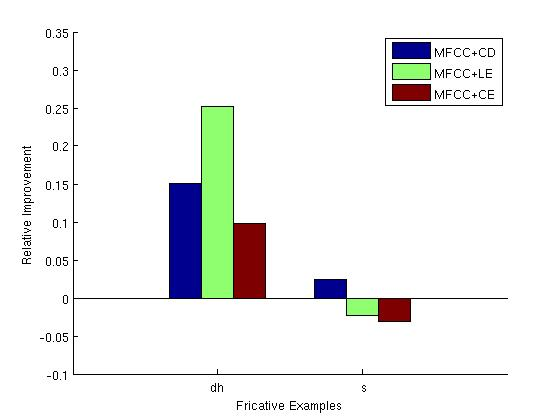 0.35
0.3
0.25
0.2
0.15
0.1
0.05
0
-0.05
-0.1
Relative Improvement
MFCC+CD
MFCC+LE
MFCC+CE
dh s
Fricative Examples